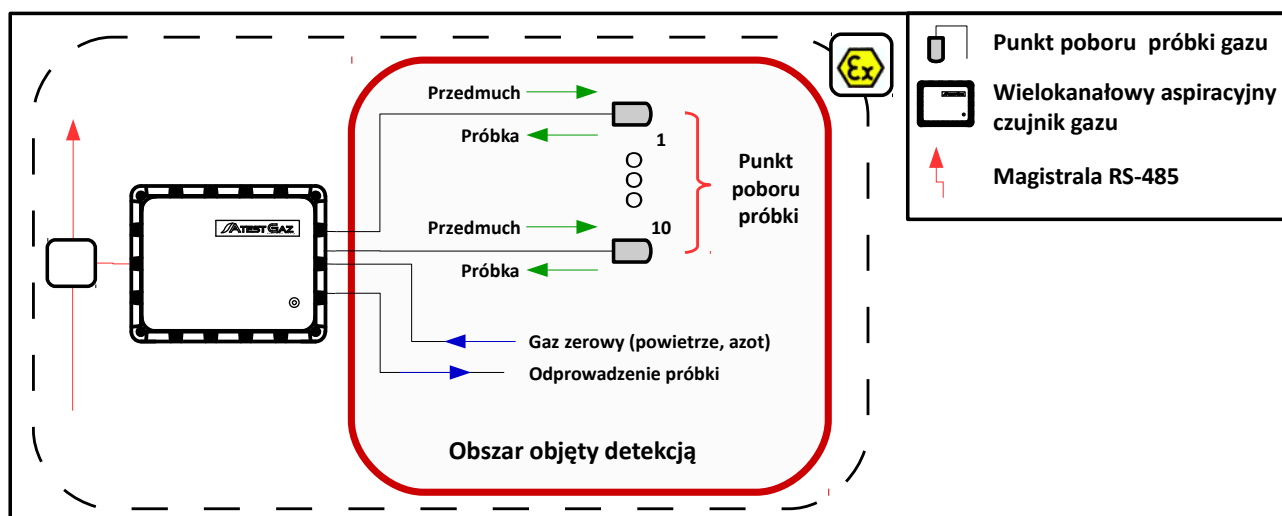 Przedmuch
Próbka
1
Punkt
poboru
próbki
Przedmuch
10
Próbka
Gaz zerowy (powietrze, azot)
Odprowadzenie próbki
Obszar objęty detekcją
ATEST GAZ
Ex
Punkt poboru próbki gazu
Wielokanałowy aspiracyjny
czujnik gazu
Magistrala RS-485